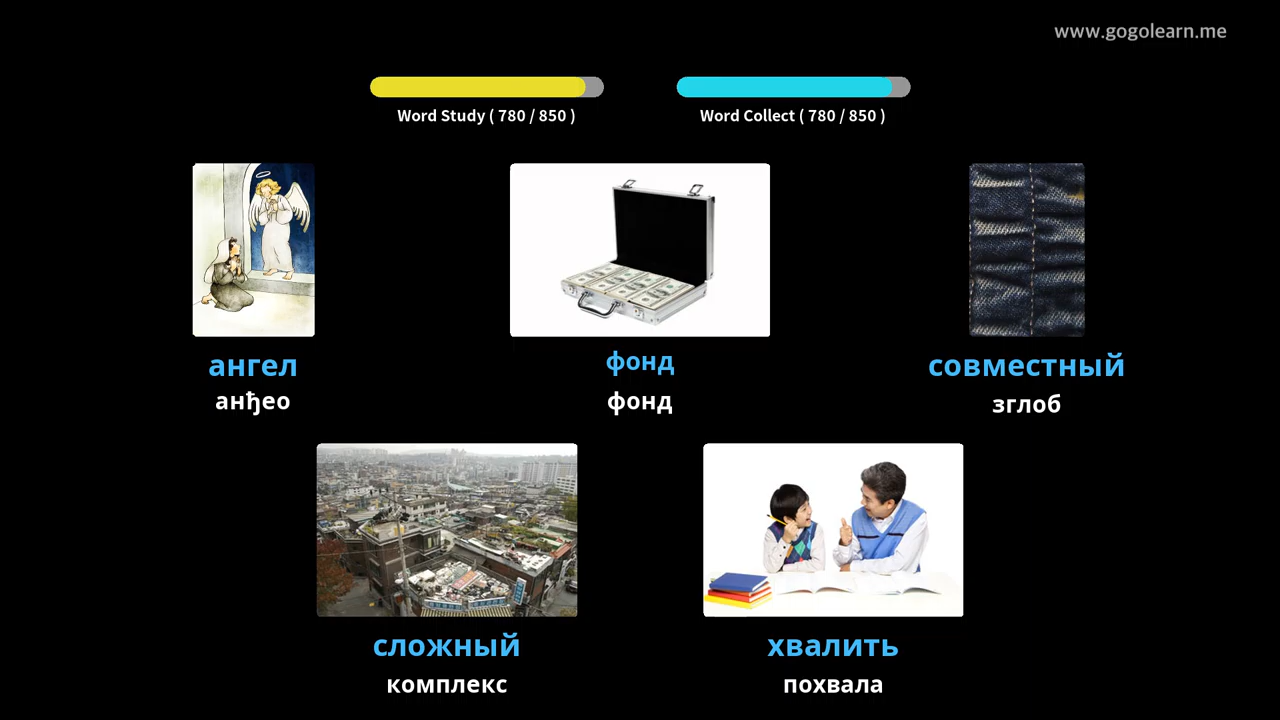 www.gogolearn.me
Word Study ( 780 / 850 )
Word Collect ( 780 / 850 )
ангел
анђео
фонд
фонд
совместный
зглоб
сложный
комплекс
хвалить
похвала